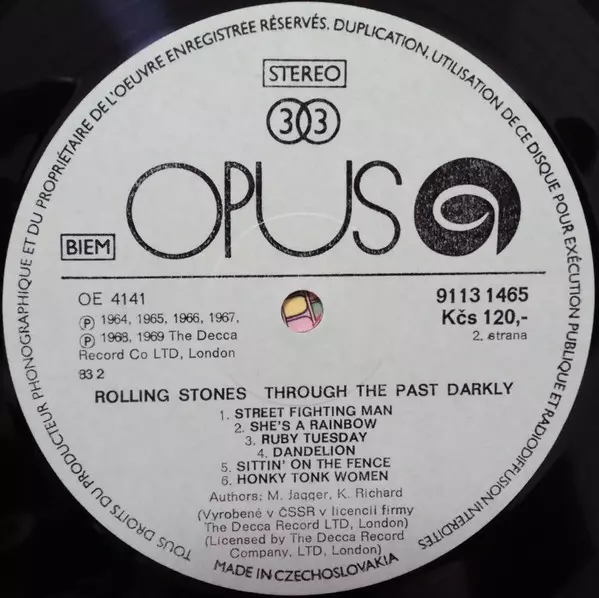 TOUS DROITS DU PRODUCTEUR PHONOGRAPHIQUE ET DU PROPRIÉTAIRE DE L'OEUVRE ENREGISTRÉE RÉSERVÉS. DUPLICATION, UTILISATION DE CE DISQUE POUR EXÉCUTION PUBLIQUE ET RADIODIFFUSION INTERDITES
STEREO
33
OPUS
BIEM
OE 4141
9113 1465
Kčs 120,-
2. strana
Ⓟ 1964, 1965, 1966, 1967,
Ⓟ 1968, 1969 The Decca
Record Co LTD, London
83 2
ROLLING STONES THROUGH THE PAST DARKLY
1. STREET FIGHTING MAN
2. SHE'S A RAINBOW
3. RUBY TUESDAY
4. DANDELION
5. SITTIN' ON THE FENCE
6. HONKY TONK WOMEN
Authors: M. Jagger, K. Richard
(Vyrobené v ČSSR v licencii firmy
The Decca Record LTD, London)
(Licensed by The Decca Record
Company, LTD, London)
MADE IN CZECHOSLOVAKIA